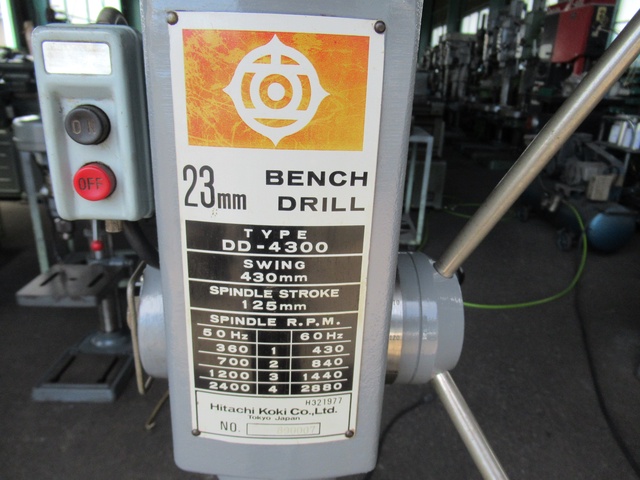 ON
OFF
23mm
BENCH
DRILL
TYPE
DD-4300
SWING
430mm
SPINDLE STROKE
125mm
SPINDLE R.P.M.
50Hz 60Hz
360 1 430
700 2 840
1200 3 1440
2400 4 2880
H321977
Hitachi Koki Co.,Ltd.
Tokyo Japan
NO.